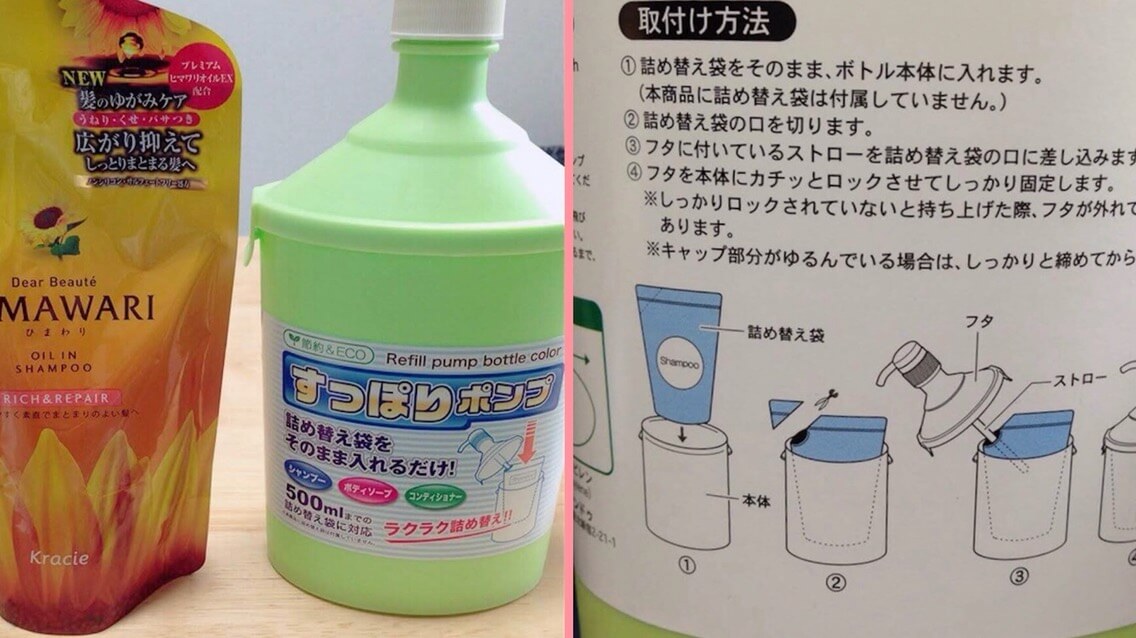 プレミアム
ヒマワリオイルEX
配合
NEW
髪のゆがみケア
うねり・くせ・パサつき
広がり抑えて
しっとりまとまる髪へ
Dear Beauté
MAWARI
ひまわり
OIL IN
SHAMPOO
RICH&REPAIR
すく素直でまとまりのよい髪へ
Kracie
節約&ECO
Refill pump bottle color
すっぽりポンプ
詰め替え袋を
そのまま入れるだけ!
シャンプー
ボディソープ
コンディショナー
500mlまでの
詰め替え袋に対応
ラクラク詰め替え!!
取付け方法
①詰め替え袋をそのまま、ボトル本体に入れます。
(本商品に詰め替え袋は付属していません。)
②詰め替え袋の口を切ります。
③フタに付いているストローを詰め替え袋の口に差し込みます
④フタを本体にカチッとロックさせてしっかり固定します。
※しっかりロックされていないと持ち上げた際、フタが外れて
あります。
※キャップ部分がゆるんでいる場合は、しっかりと締めてから
詰め替え袋
Shampoo
フタ
ストロー
本体
①
②
③